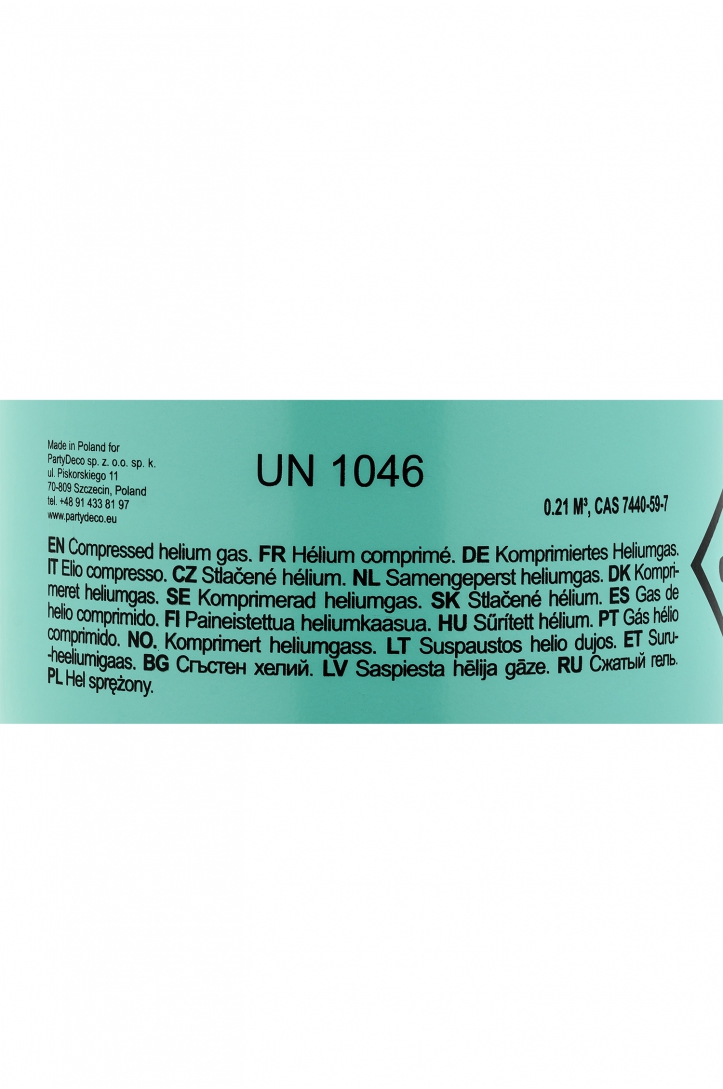 Made in Poland for
PartyDeco sp. z. o.o. sp. k.
ul. Piskorskiego 11
70-809 Szczecin, Poland
tel. +48 91 433 81 97
www.partydeco.eu
UN 1046
0.21 M³, CAS 7440-59-7
EN Compressed helium gas. FR Hélium comprimé. DE Komprimiertes Heliumgas.
IT Elio compresso. CZ Stlačené hélium. NL Samengeperst heliumgas. DK Kompri-
meret heliumgas. SE Komprimerad heliumgas. SK Stlačené hélium. ES Gas de
helio comprimido. FI Paineistettua heliumkaasua. HU Sűrített hélium. PT Gás hélio
comprimido. NO. Komprimert heliumgass. LT Suspaustos helio dujos. ET Suru-
-heeliumigaas. BG Сгъстен хелий. LV Saspiesta hēlija gāze. RU Сжатый гель.
PL Hel sprężony.